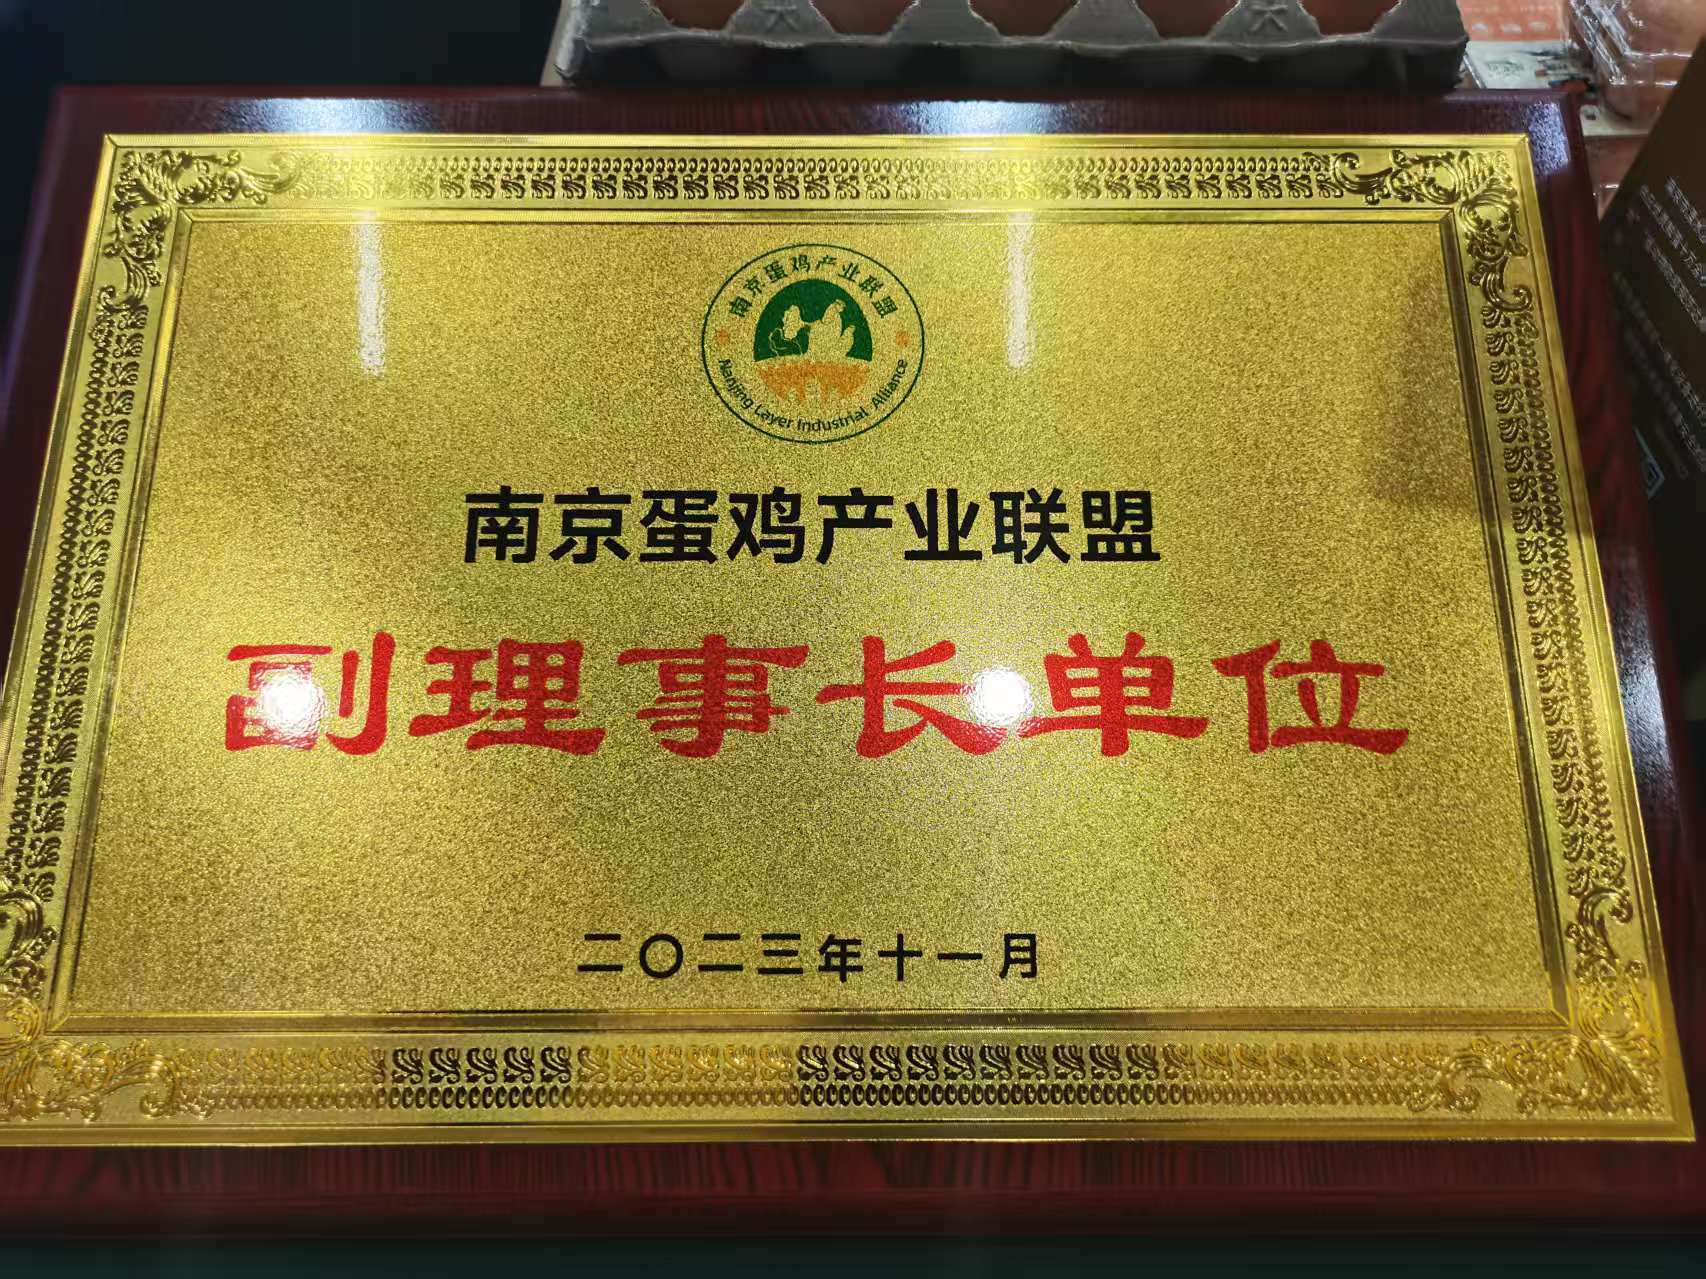 南京蛋鸡产业联盟
Nanjing Layer Industrial Alliance
南京蛋鸡产业联盟
副理事长单位
二〇二三年十一月